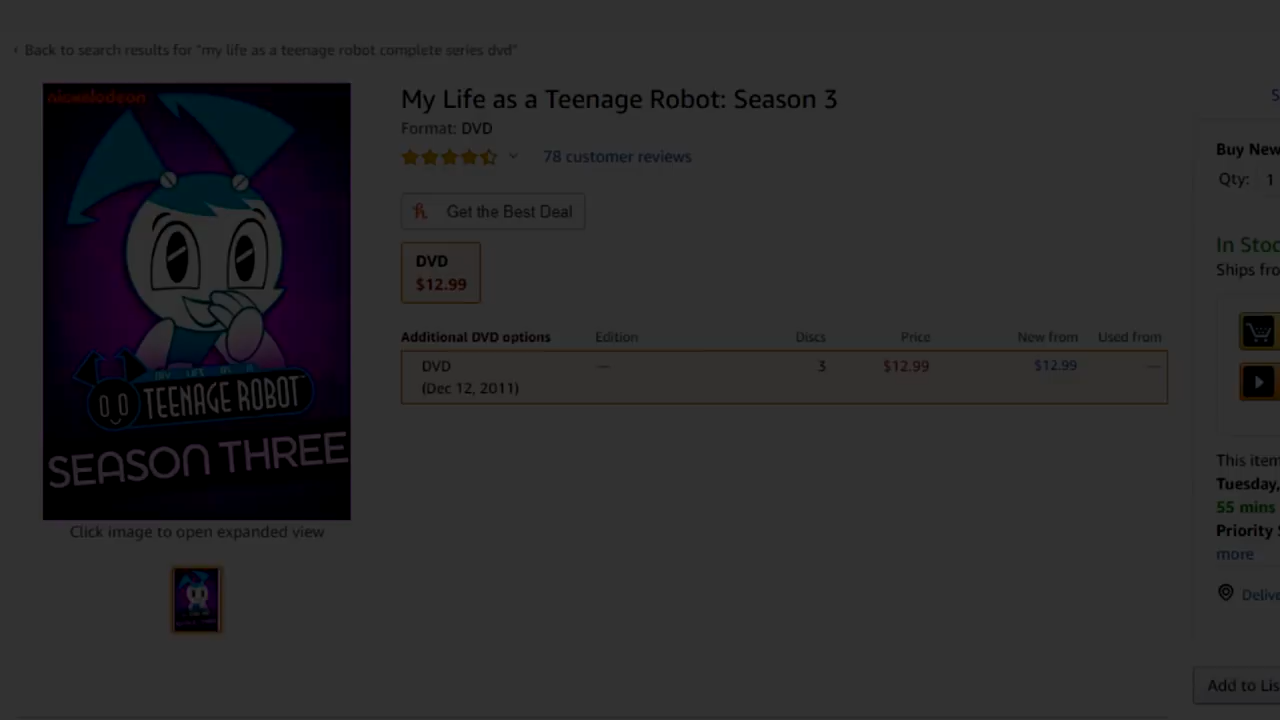 ‹ Back to search results for "my life as a teenage robot complete series dvd"
nickelodeon
MY LIFE AS A
TEENAGE ROBOT
SEASON THREE
Click image to open expanded view
My Life as a Teenage Robot: Season 3
Format: DVD
78 customer reviews
Get the Best Deal
DVD
$12.99
Additional DVD options Edition Discs Price New from Used from
DVD — 3 $12.99 $12.99 —
(Dec 12, 2011)
S
Buy New
Qty: 1
In Stoc
Ships fro
This item
Tuesday,
55 mins
Priority S
more
Delive
Add to Lis